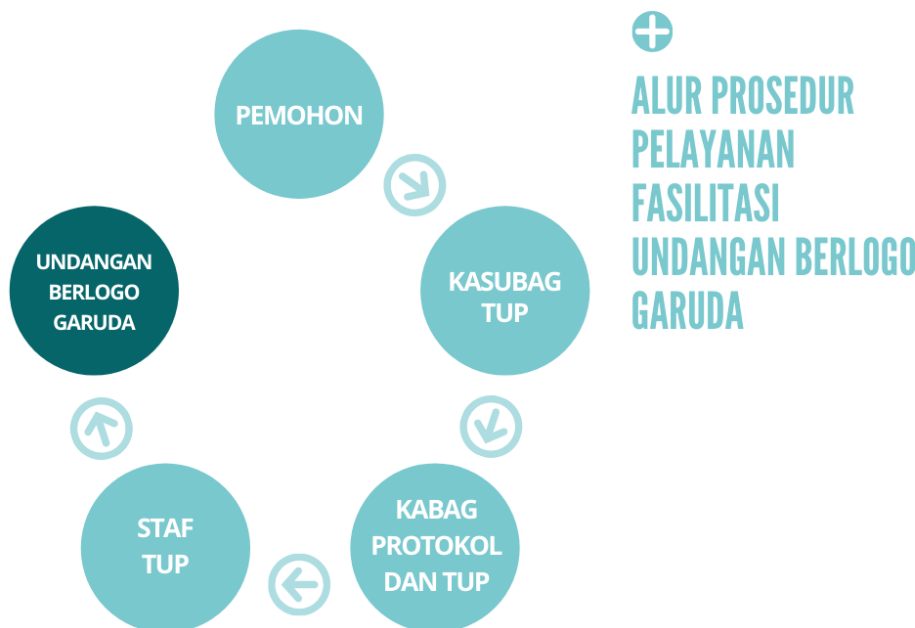 PEMOHON
KASUBAG
TUP
KABAG
PROTOKOL
DAN TUP
STAF
TUP
UNDANGAN
BERLOGO
GARUDA
ALUR PROSEDUR
PELAYANAN
FASILITASI
UNDANGAN BERLOGO
GARUDA